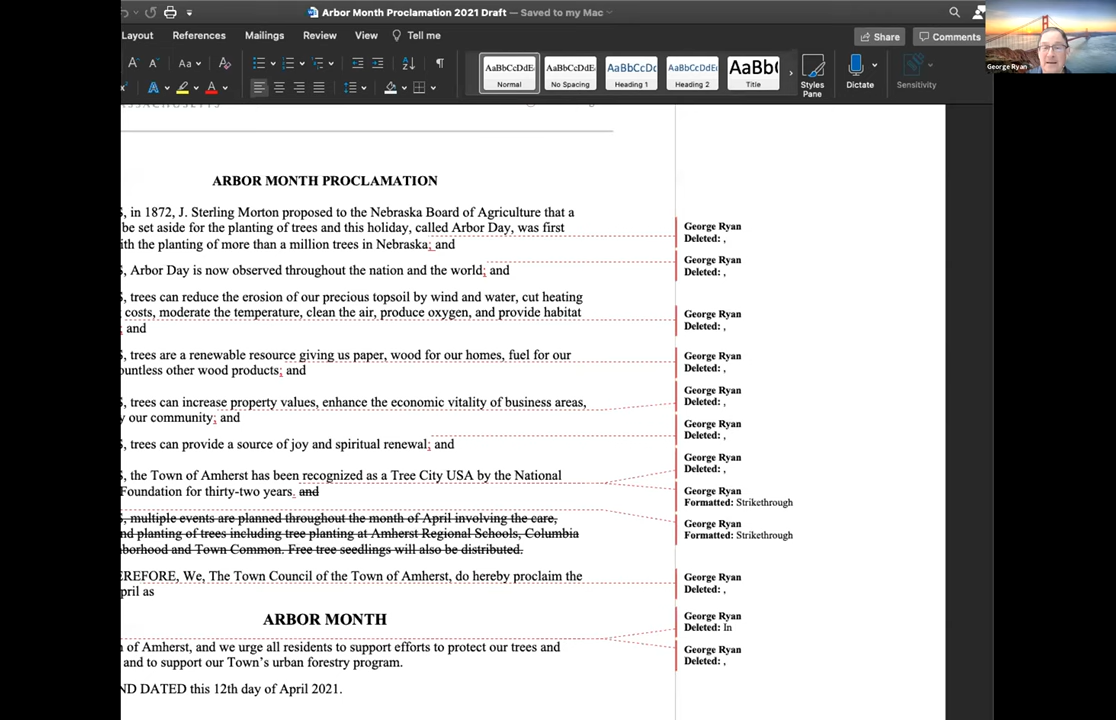 Arbor Month Proclamation 2021 Draft — Saved to my Mac
Layout References Mailings Review View Tell me
Share Comments
George Ryan
Aa
AaBbCcDdE AaBbCcDdE AaBbCcDc AaBbCcDdE AaBb(
Normal No Spacing Heading 1 Heading 2 Title
Styles Pane Dictate Sensitivity
ARBOR MONTH PROCLAMATION
S, in 1872, J. Sterling Morton proposed to the Nebraska Board of Agriculture that a
be set aside for the planting of trees and this holiday, called Arbor Day, was first
ith the planting of more than a million trees in Nebraska; and
S, Arbor Day is now observed throughout the nation and the world; and
S, trees can reduce the erosion of our precious topsoil by wind and water, cut heating
costs, moderate the temperature, clean the air, produce oxygen, and provide habitat
; and
S, trees are a renewable resource giving us paper, wood for our homes, fuel for our
ountless other wood products; and
S, trees can increase property values, enhance the economic vitality of business areas,
y our community; and
S, trees can provide a source of joy and spiritual renewal; and
S, the Town of Amherst has been recognized as a Tree City USA by the National
Foundation for thirty-two years. and
S, multiple events are planned throughout the month of April involving the care,
nd planting of trees including tree planting at Amherst Regional Schools, Columbia
borhood and Town Common. Free tree seedlings will also be distributed.
EREFORE, We, The Town Council of the Town of Amherst, do hereby proclaim the
pril as
ARBOR MONTH
n of Amherst, and we urge all residents to support efforts to protect our trees and
and to support our Town’s urban forestry program.
ND DATED this 12th day of April 2021.
George Ryan
Deleted: ,
George Ryan
Deleted: ,
George Ryan
Deleted: ,
George Ryan
Deleted: ,
George Ryan
Deleted: ,
George Ryan
Deleted: ,
George Ryan
Deleted: ,
George Ryan
Formatted: Strikethrough
George Ryan
Formatted: Strikethrough
George Ryan
Deleted: ,
George Ryan
Deleted: In
George Ryan
Deleted: ,